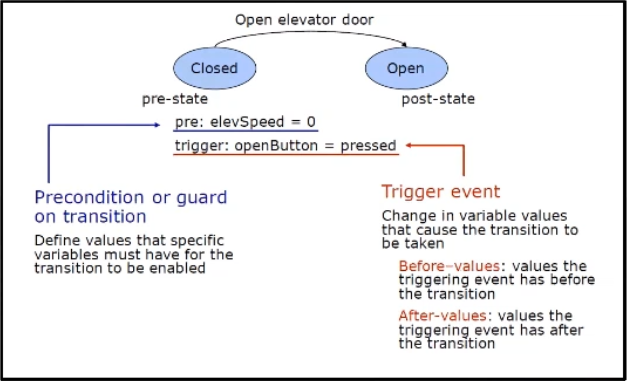 Open elevator door
Closed
Open
pre-state
post-state
pre: elevSpeed = 0
trigger: openButton = pressed
Precondition or guard
on transition
Define values that specific
variables must have for the
transition to be enabled
Trigger event
Change in variable values
that cause the transition to
be taken
Before–values: values the
triggering event has before
the transition
After-values: values the
triggering event has after
the transition